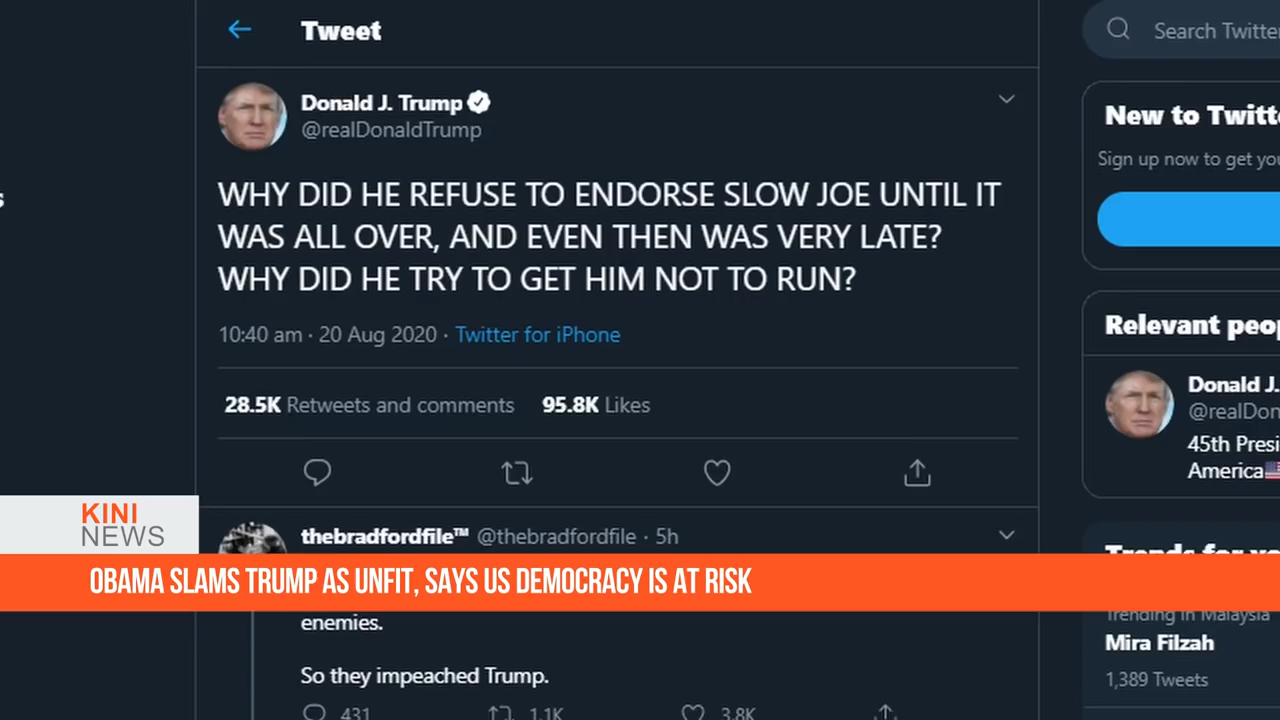 Tweet
Search Twitte
Donald J. Trump
@realDonaldTrump
WHY DID HE REFUSE TO ENDORSE SLOW JOE UNTIL IT
WAS ALL OVER, AND EVEN THEN WAS VERY LATE?
WHY DID HE TRY TO GET HIM NOT TO RUN?
10:40 am · 20 Aug 2020 · Twitter for iPhone
28.5K Retweets and comments 95.8K Likes
New to Twitt
Sign up now to get you
Relevant peop
Donald J.
@realDon
45th Presi
America
thebradfordfile™ @thebradfordfile · 5h
KINI
NEWS
OBAMA SLAMS TRUMP AS UNFIT, SAYS US DEMOCRACY IS AT RISK
enemies.
So they impeached Trump.
431 1.1K 3.8K
Trends for yo
Trending in Malaysia
Mira Filzah
1,389 Tweets